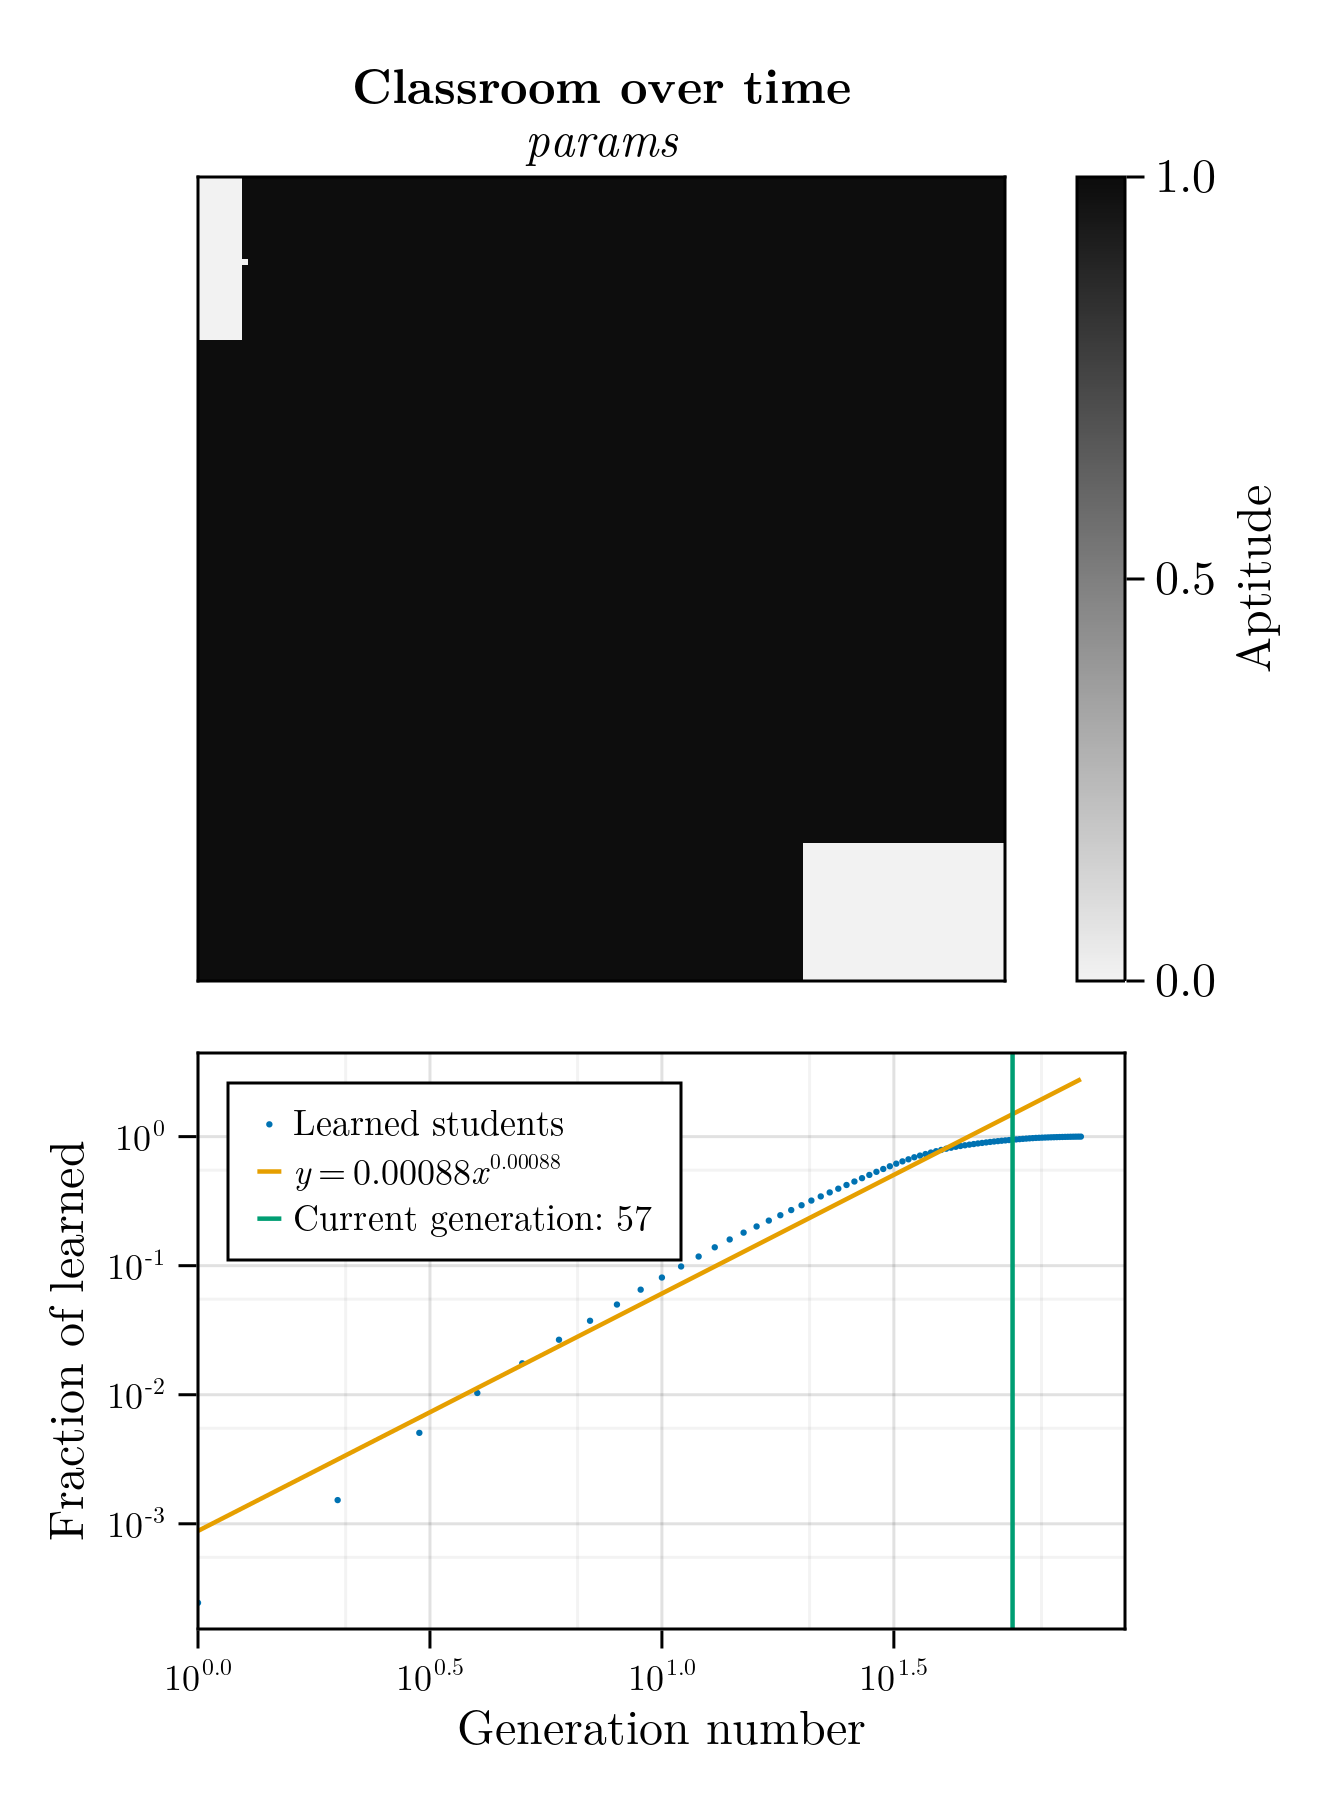 Classroom over time
params
1.0
0.5
0.0
Aptitude
Learned students
y = 0.00088x^0.00088
Current generation: 57
10^0
10^-1
10^-2
10^-3
Fraction of learned
10^0.0 10^0.5 10^1.0 10^1.5
Generation number